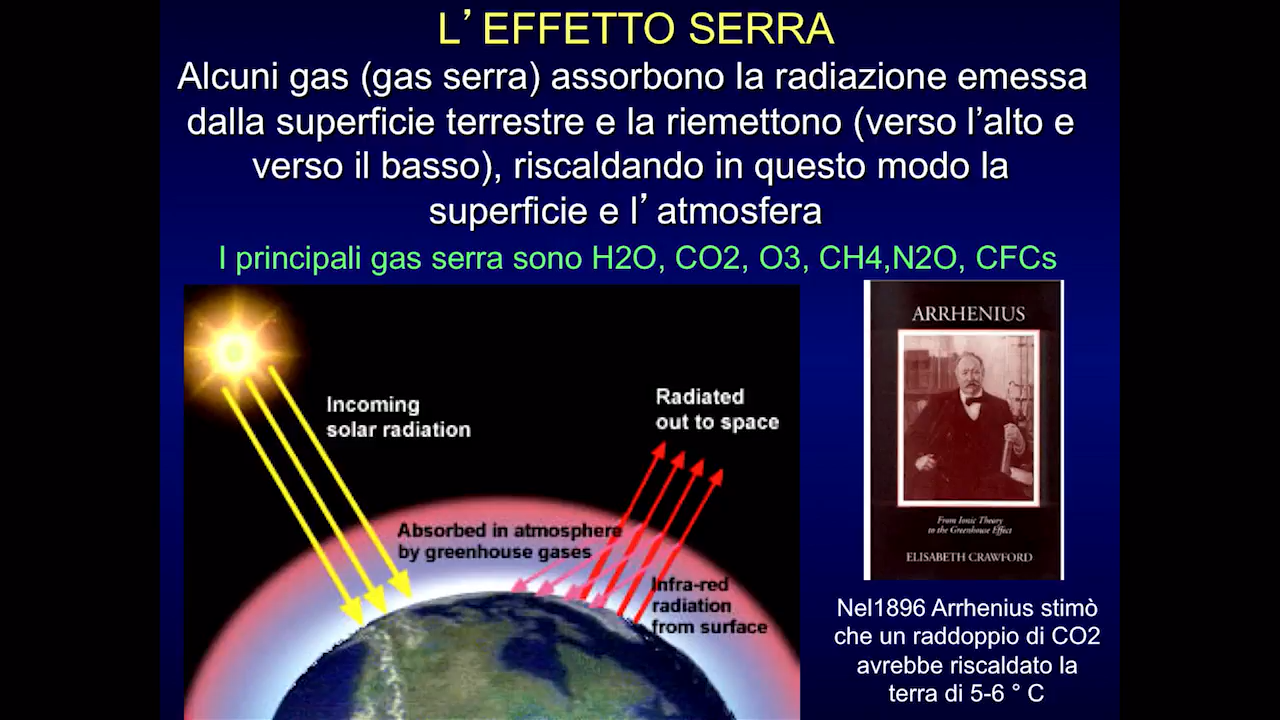 L’EFFETTO SERRA
Alcuni gas (gas serra) assorbono la radiazione emessa
dalla superficie terrestre e la riemettono (verso l’alto e
verso il basso), riscaldando in questo modo la
superficie e l’atmosfera
I principali gas serra sono H2O, CO2, O3, CH4,N2O, CFCs
Incoming
solar radiation
Radiated
out to space
Absorbed in atmosphere
by greenhouse gases
Infra-red
radiation
from surface
ARRHENIUS
From Ionic Theory
to the Greenhouse Effect
ELISABETH CRAWFORD
Nel1896 Arrhenius stimò
che un raddoppio di CO2
avrebbe riscaldato la
terra di 5-6 ° C